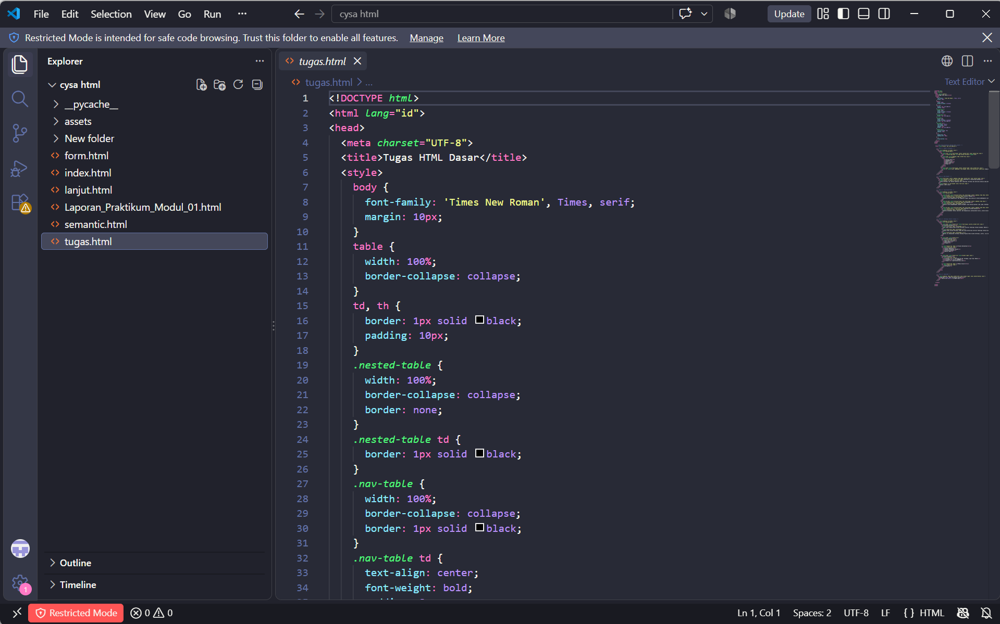 File Edit Selection View Go Run ···
cysa html
Update
Restricted Mode is intended for safe code browsing. Trust this folder to enable all features. Manage Learn More
Explorer
cysa html
__pycache__
assets
New folder
form.html
index.html
lanjut.html
Laporan_Praktikum_Modul_01.html
semantic.html
tugas.html
Outline
Timeline
1
tugas.html
tugas.html > ...
Text Editor
1 <!DOCTYPE html>
2 <html lang="id">
3 <head>
4 <meta charset="UTF-8">
5 <title>Tugas HTML Dasar</title>
6 <style>
7 body {
8 font-family: 'Times New Roman', Times, serif;
9 margin: 10px;
10 }
11 table {
12 width: 100%;
13 border-collapse: collapse;
14 }
15 td, th {
16 border: 1px solid black;
17 padding: 10px;
18 }
19 .nested-table {
20 width: 100%;
21 border-collapse: collapse;
22 border: none;
23 }
24 .nested-table td {
25 border: 1px solid black;
26 }
27 .nav-table {
28 width: 100%;
29 border-collapse: collapse;
30 border: 1px solid black;
31 }
32 .nav-table td {
33 text-align: center;
34 font-weight: bold;
Restricted Mode 0 0
Ln 1, Col 1 Spaces: 2 UTF-8 LF { } HTML